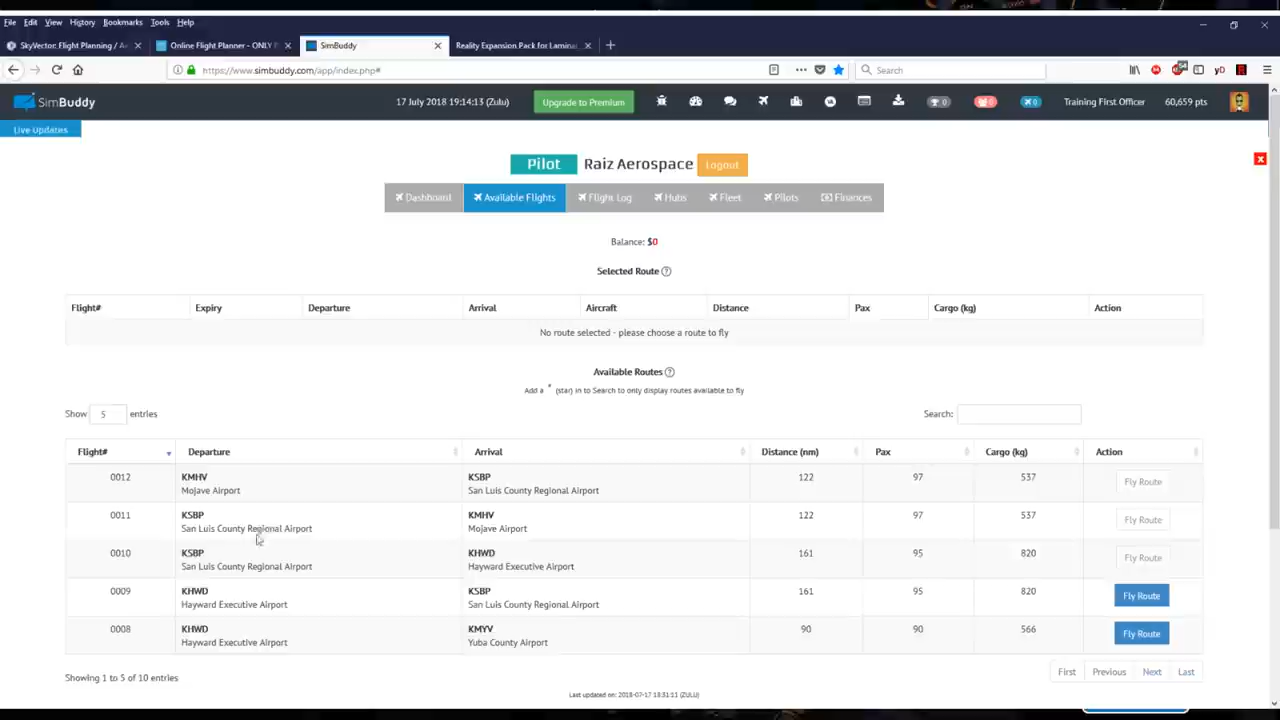 File Edit View History Bookmarks Tools Help
SkyVector: Flight Planning / Ae
Online Flight Planner - ONLY F
SimBuddy
Reality Expansion Pack for Lamina
https://www.simbuddy.com/app/index.php#
Search
SimBuddy
17 July 2018 19:14:13 (Zulu)
Upgrade to Premium
0
0
0
Training First Officer
60,659 pts
Live Updates
Pilot Raiz Aerospace Logout
Dashboard Available Flights Flight Log Hubs Fleet Pilots Finances
Balance: $0
Selected Route
Flight# Expiry Departure Arrival Aircraft Distance Pax Cargo (kg) Action
No route selected - please choose a route to fly
Available Routes
Add a * (star) in to Search to only display routes available to fly
Show 5 entries Search:
Flight# Departure Arrival Distance (nm) Pax Cargo (kg) Action
0012 KMHV KSBP 122 97 537 Fly Route
Mojave Airport San Luis County Regional Airport
0011 KSBP KMHV 122 97 537 Fly Route
San Luis County Regional Airport Mojave Airport
0010 KSBP KHWD 161 95 820 Fly Route
San Luis County Regional Airport Hayward Executive Airport
0009 KHWD KSBP 161 95 820 Fly Route
Hayward Executive Airport San Luis County Regional Airport
0008 KHWD KMYV 90 90 566 Fly Route
Hayward Executive Airport Yuba County Airport
Showing 1 to 5 of 10 entries First Previous Next Last
Last updated on: 2018-07-17 18:31:11 (ZULU)